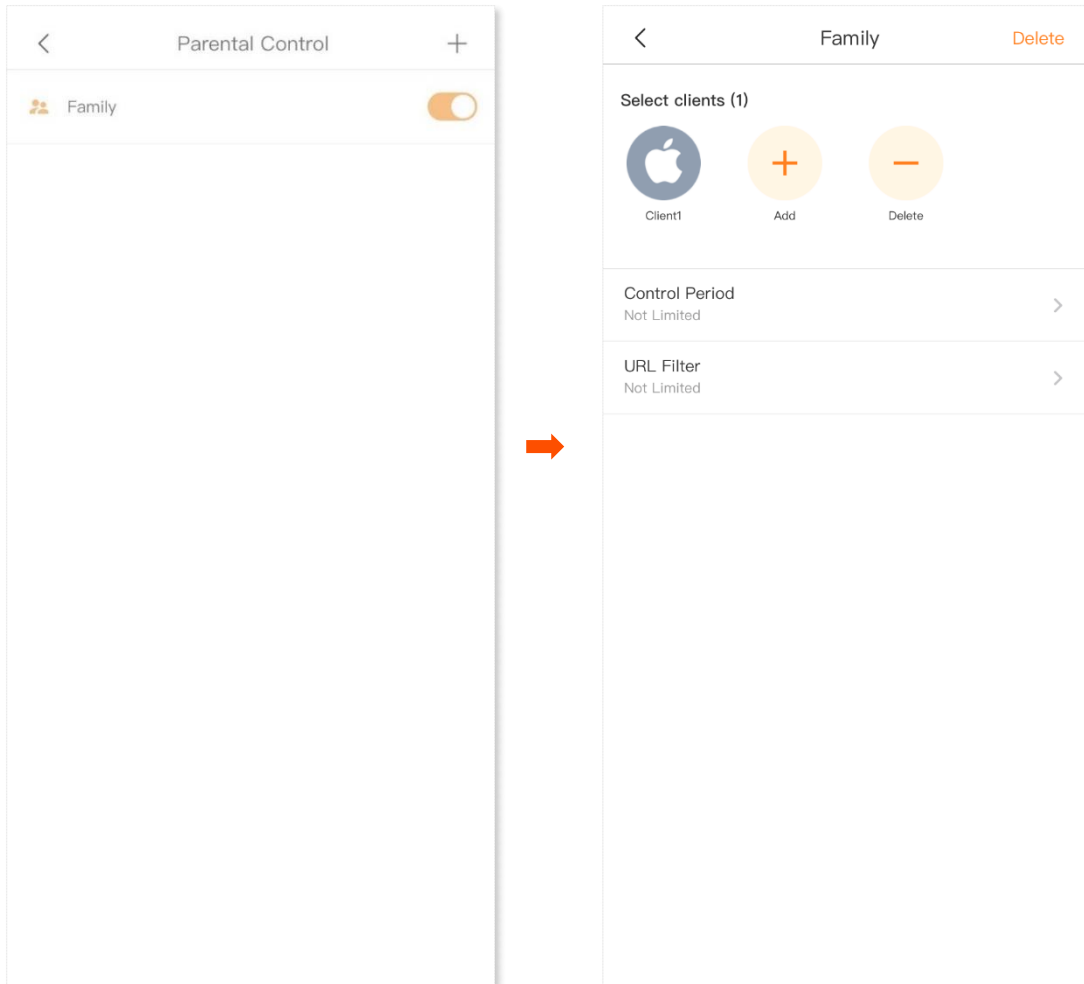 Parental Control
Family
Family
Delete
Select clients (1)
Client1
Add
Delete
Control Period
Not Limited
URL Filter
Not Limited